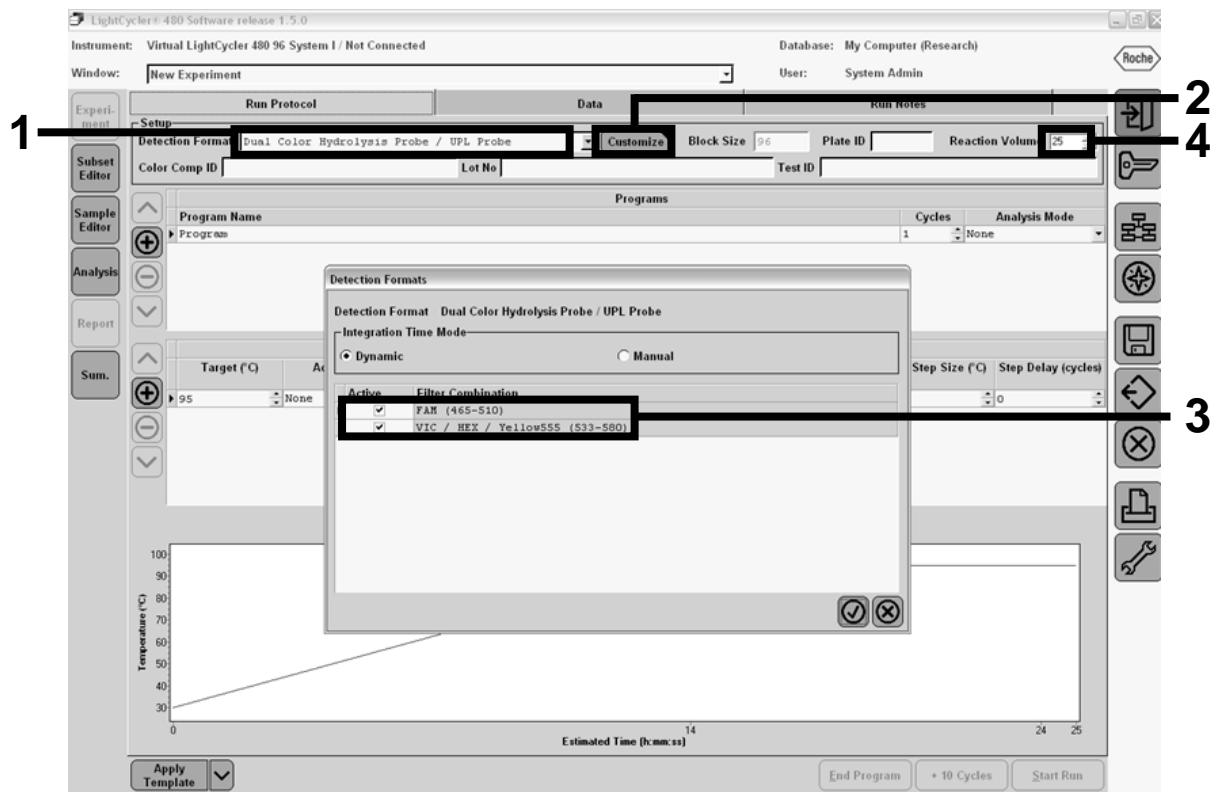 LightCycler® 480 Software release 1.5.0
Instrument: Virtual LightCycler 480 96 System I / Not Connected Database: My Computer (Research)
Roche
Window: New Experiment User: System Admin
Experi-
ment
Run Protocol Data Run Notes
2
1
Setup
Detection Format Dual Color Hydrolysis Probe / UPL Probe Customize Block Size 96 Plate ID Reaction Volume 25
4
Color Comp ID Lot No Test ID
Subset
Editor
Programs
Program Name Cycles Analysis Mode
Program 1 None
Sample
Editor
Analysis
Detection Formats
Detection Format Dual Color Hydrolysis Probe / UPL Probe
Report
Integration Time Mode
Dynamic Manual
Sum.
Target (°C) Step Size (°C) Step Delay (cycles)
95 None 0
Active Filter Combination
FAM (465-510)
VIC / HEX / Yellow555 (533-580)
3
Temperature (°C)
100
90
80
70
60
50
40
30
0 14 24 25
Estimated Time (h:mm:ss)
Apply
Template
End Program + 10 Cycles Start Run